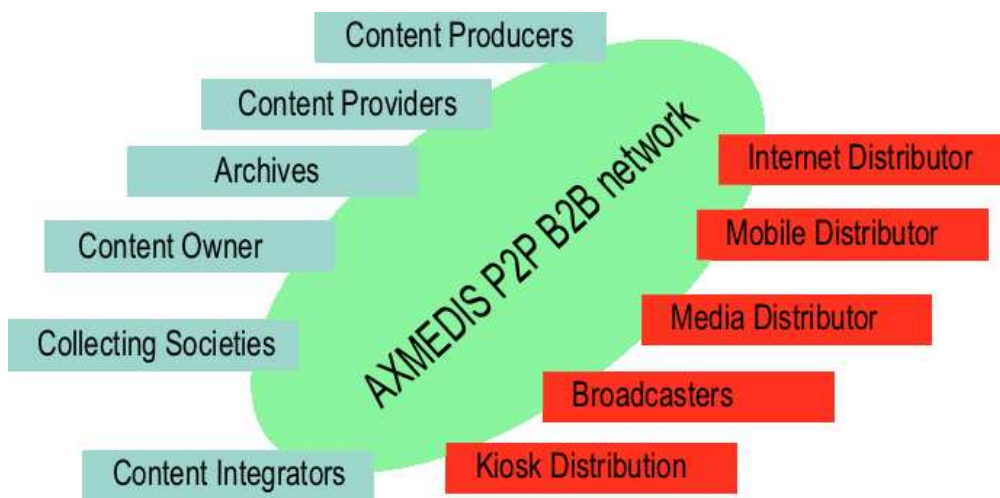 Content Producers
Content Providers
Archives
Content Owner
Collecting Societies
Content Integrators
AXMEDIS P2P B2B network
Internet Distributor
Mobile Distributor
Media Distributor
Broadcasters
Kiosk Distribution